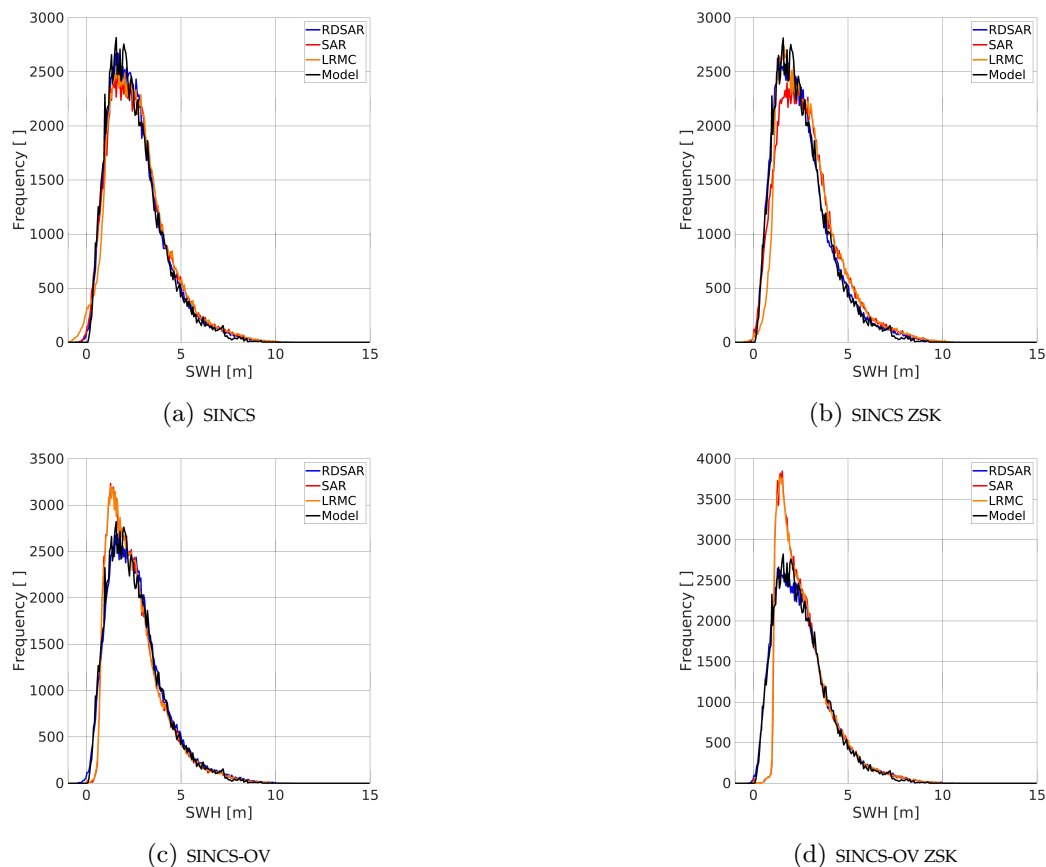 3000
2500
2000
1500
1000
500
0
Frequency [ ]
0 5 10 15
SWH [m]
RDSAR
SAR
LRMC
Model
(a) SINCS
3000
2500
2000
1500
1000
500
0
Frequency [ ]
0 5 10 15
SWH [m]
RDSAR
SAR
LRMC
Model
(b) SINCS ZSK
3500
3000
2500
2000
1500
1000
500
0
Frequency [ ]
0 5 10 15
SWH [m]
RDSAR
SAR
LRMC
Model
(c) SINCS-OV
4000
3500
3000
2500
2000
1500
1000
500
0
Frequency [ ]
0 5 10 15
SWH [m]
RDSAR
SAR
LRMC
Model
(d) SINCS-OV ZSK